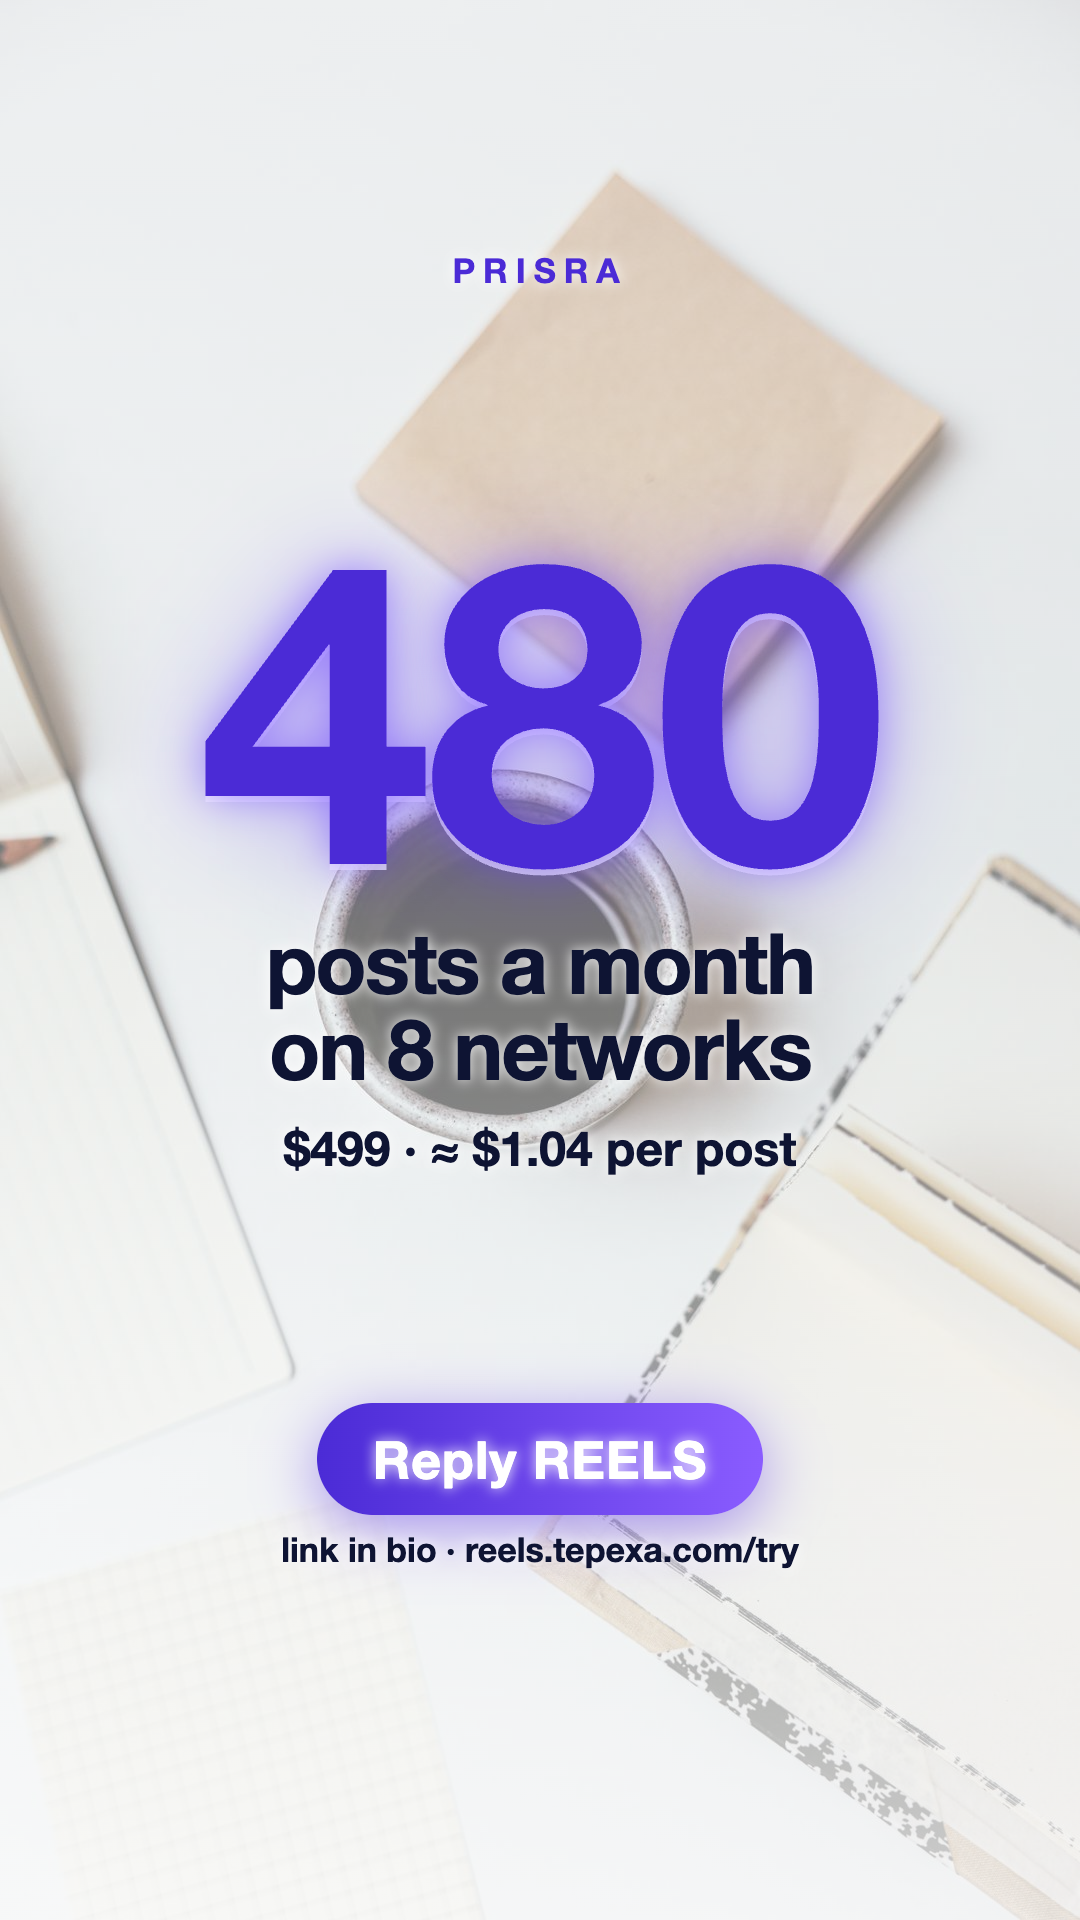 PRISRA
480
posts a month
on 8 networks
$499 · ≈ $1.04 per post
Reply REELS
link in bio · reels.tepexa.com/try